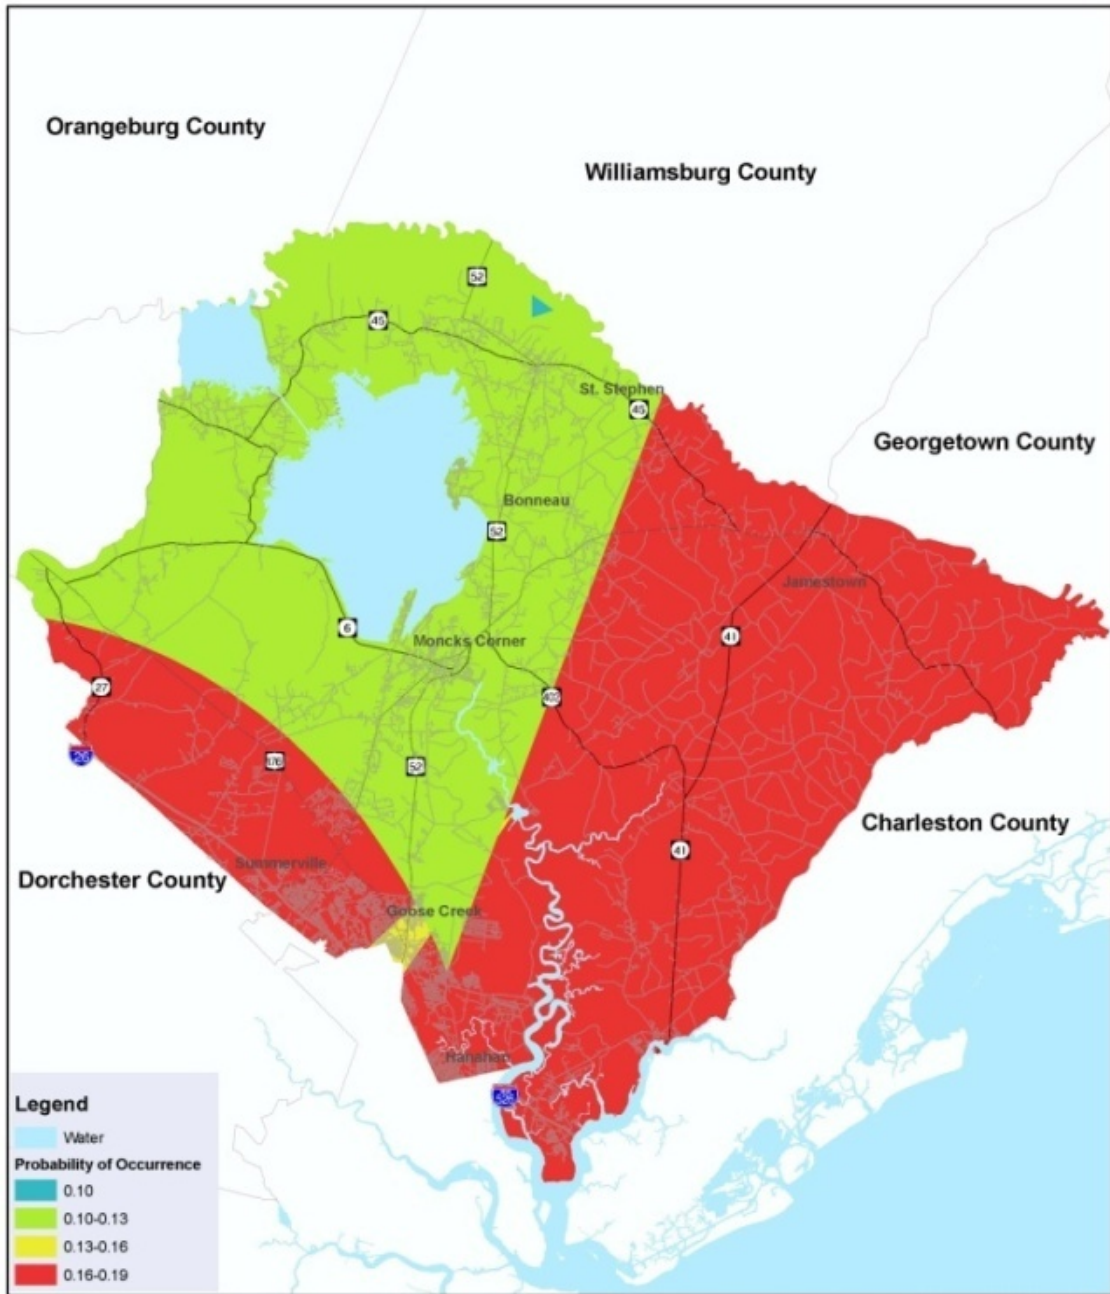 Orangeburg County
Williamsburg County
52
45
St. Stephen
45
Georgetown County
Bonneau
52
Jamestown
6
Moncks Corner
41
27
402
26
176
52
Charleston County
41
Summerville
Dorchester County
Goose Creek
Hanahan
Legend
Water
Probability of Occurrence
0.10
0.10-0.13
0.13-0.16
0.16-0.19